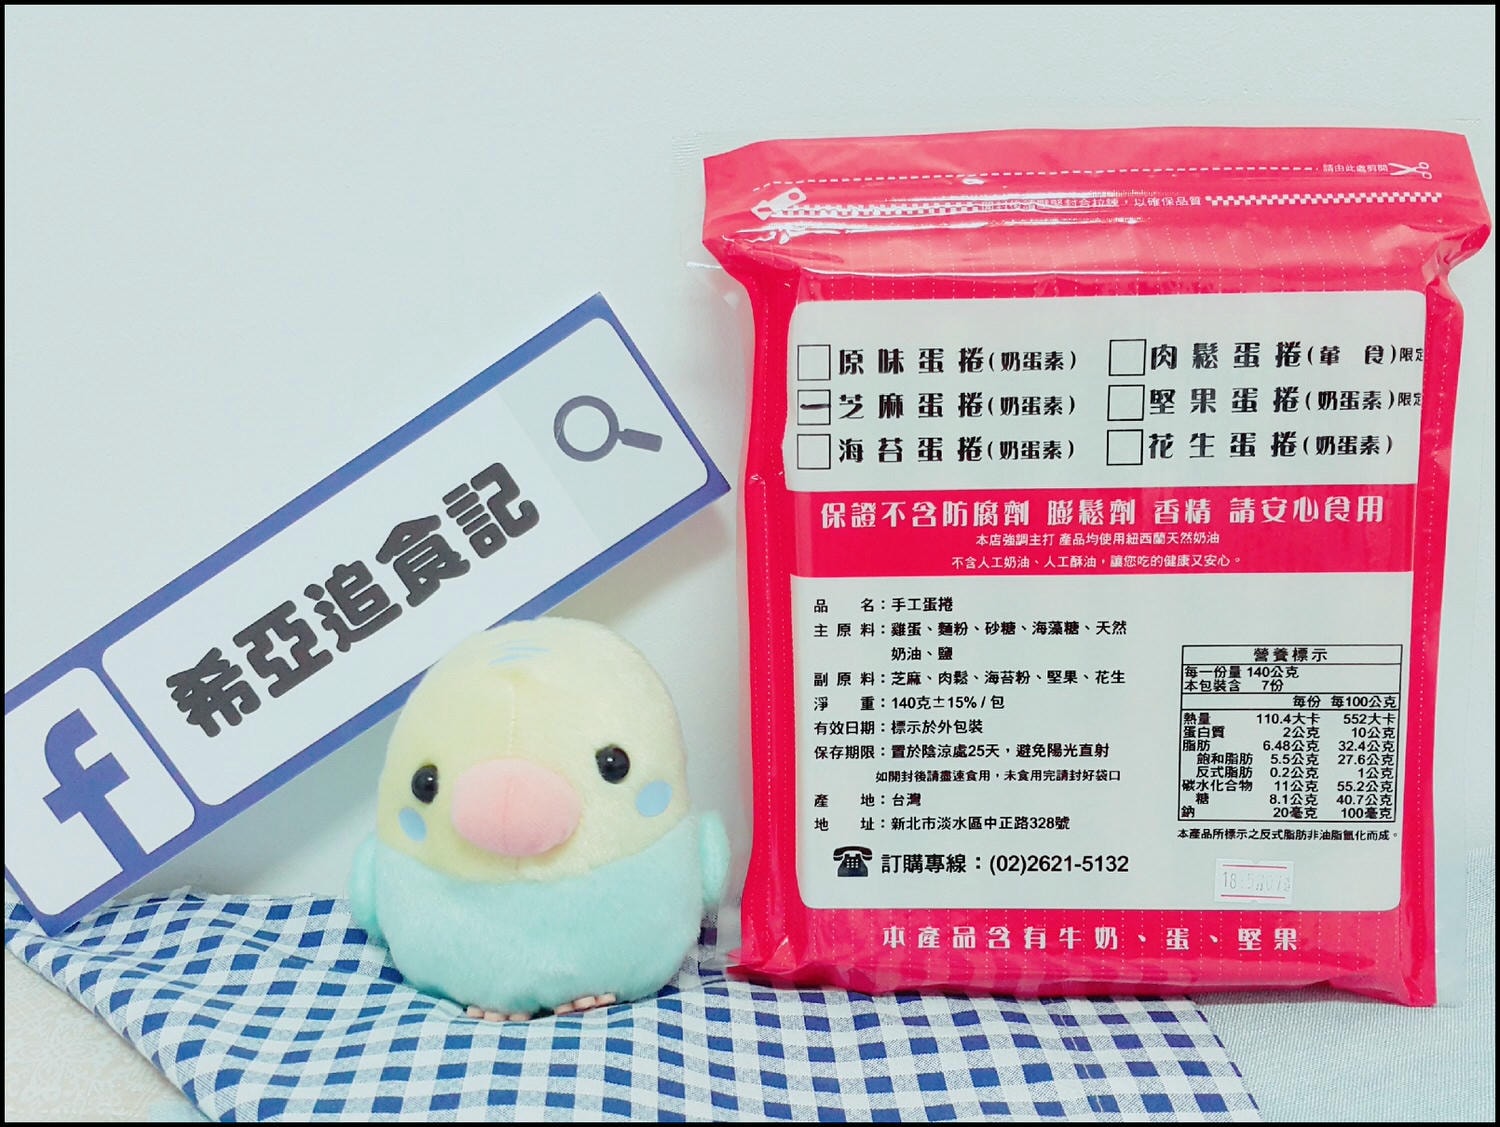 f
希亞追食記
請由此處剪開
開封後請壓緊封合拉鍊，以確保品質
原味蛋捲(奶蛋素)
肉鬆蛋捲(葷 食)限定
芝麻蛋捲(奶蛋素)
堅果蛋捲(奶蛋素)限定
海苔蛋捲(奶蛋素)
花生蛋捲(奶蛋素)
保證不含防腐劑 膨鬆劑 香精 請安心食用
本店強調主打 產品均使用紐西蘭天然奶油
不含人工奶油、人工酥油，讓您吃的健康又安心。
品　名：手工蛋捲
主原料：雞蛋、麵粉、砂糖、海藻糖、天然
奶油、鹽
副原料：芝麻、肉鬆、海苔粉、堅果、花生
淨　重：140克±15% / 包
有效日期：標示於外包裝
保存期限：置於陰涼處25天，避免陽光直射
如開封後請盡速食用，未食用完請封好袋口
產　地：台灣
地　址：新北市淡水區中正路328號
訂購專線：(02)2621-5132
營養標示
每一份量 140公克
本包裝含 7份
每份 每100公克
熱量 110.4大卡 552大卡
蛋白質 2公克 10公克
脂肪 6.48公克 32.4公克
飽和脂肪 5.5公克 27.6公克
反式脂肪 0.2公克 1公克
碳水化合物 11公克 55.2公克
糖 8.1公克 40.7公克
鈉 20毫克 100毫克
本產品所標示之反式脂肪非油脂氫化而成。
本產品含有牛奶、蛋、堅果